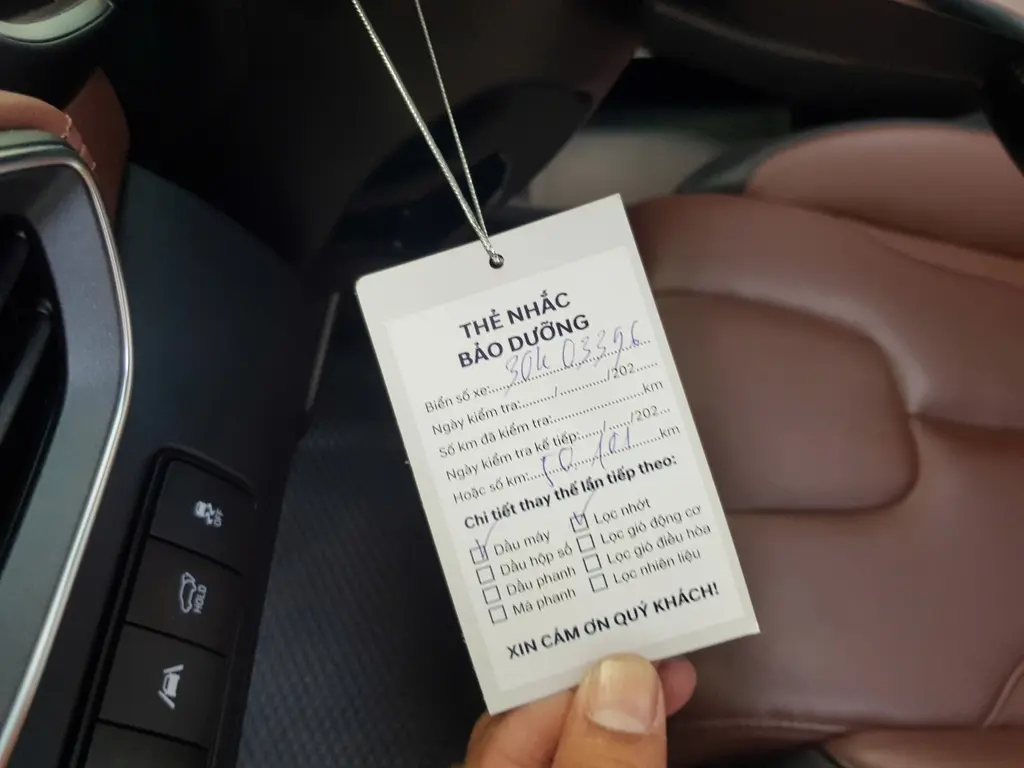 THẺ NHẮC
BẢO DƯỠNG
Biển số xe:...30K 03396...
Ngày kiểm tra:......./........../202.....
Số km đã kiểm tra:....................km
Ngày kiểm tra kế tiếp:....../....../202...
Hoặc số km:...50.101......km
Chi tiết thay thế lần tiếp theo:
☑ Dầu máy ☑ Lọc nhớt
☐ Dầu hộp số ☐ Lọc gió động cơ
☐ Dầu phanh ☐ Lọc gió điều hòa
☐ Má phanh ☐ Lọc nhiên liệu
XIN CẢM ƠN QUÝ KHÁCH!
HOLD